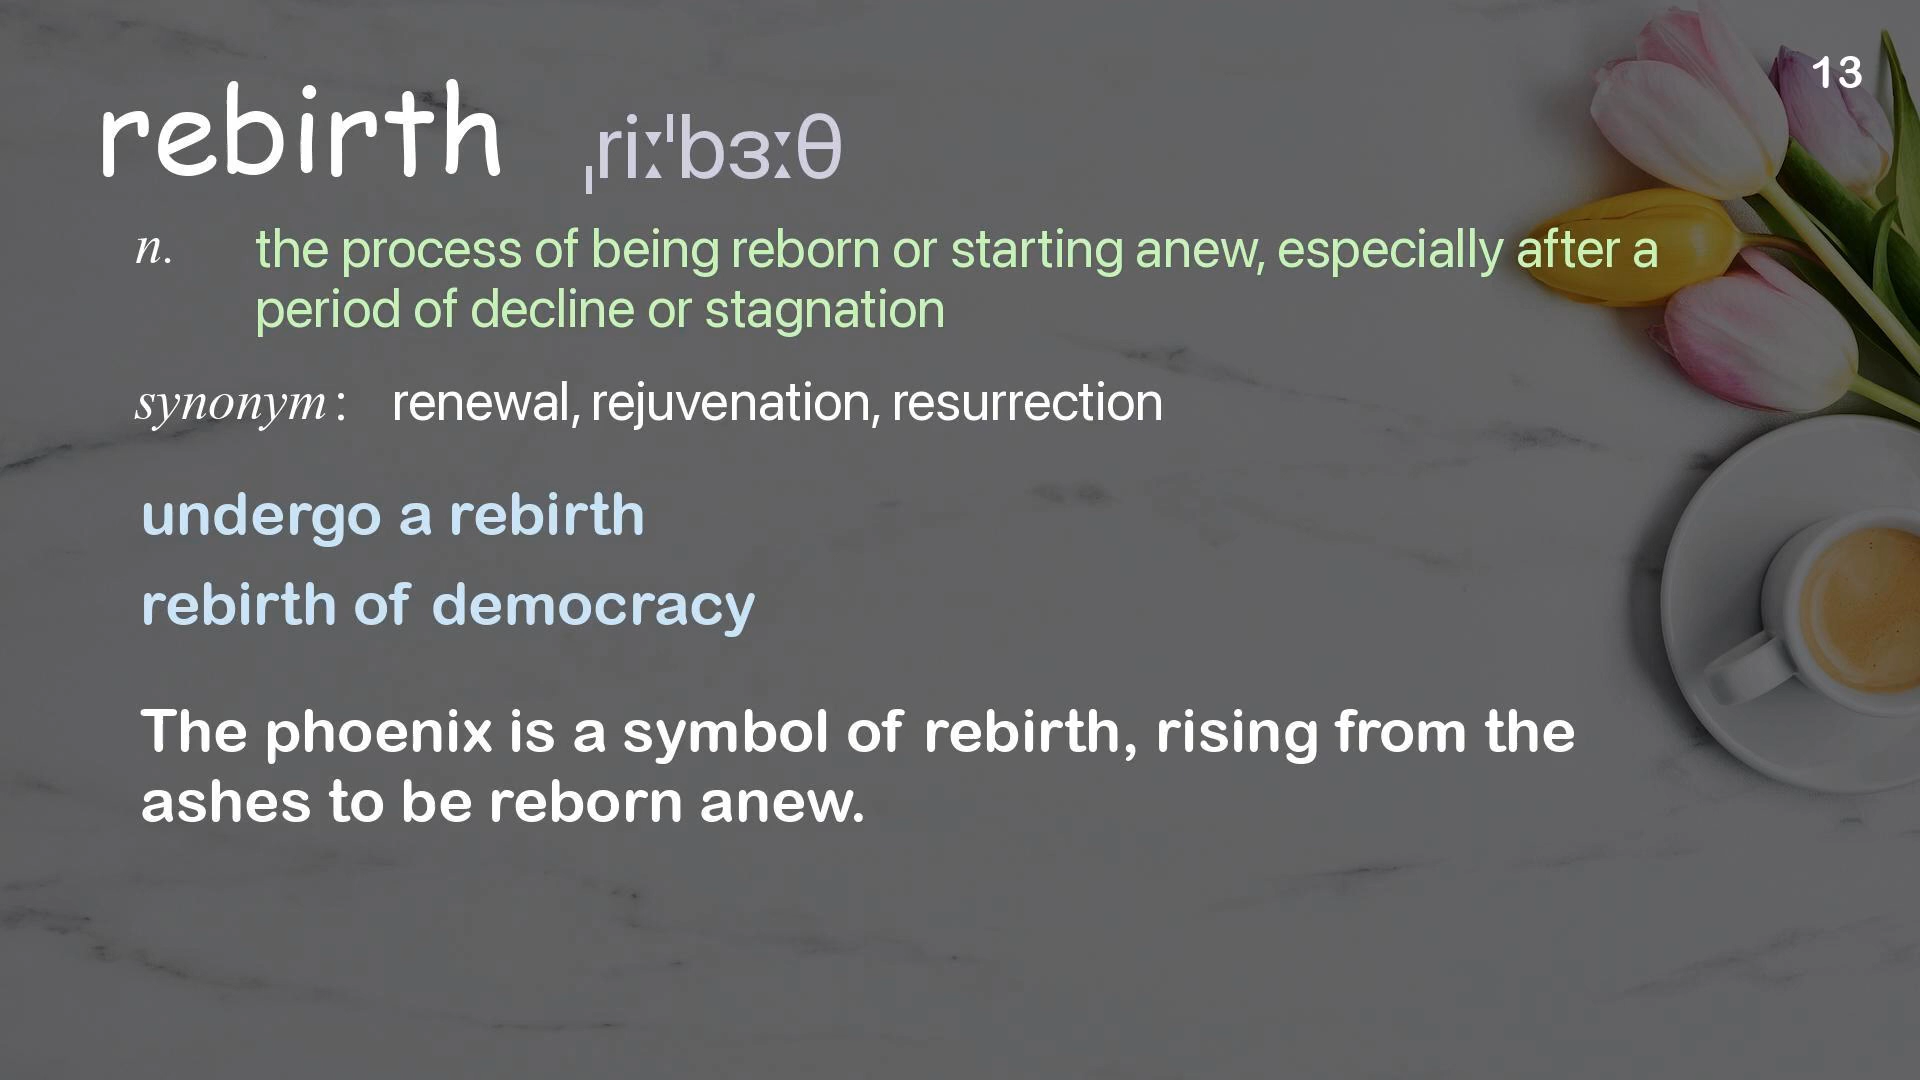 13
rebirth ˌriːˈbɜːθ
n. the process of being reborn or starting anew, especially after a
period of decline or stagnation
synonym: renewal, rejuvenation, resurrection
undergo a rebirth
rebirth of democracy
The phoenix is a symbol of rebirth, rising from the
ashes to be reborn anew.